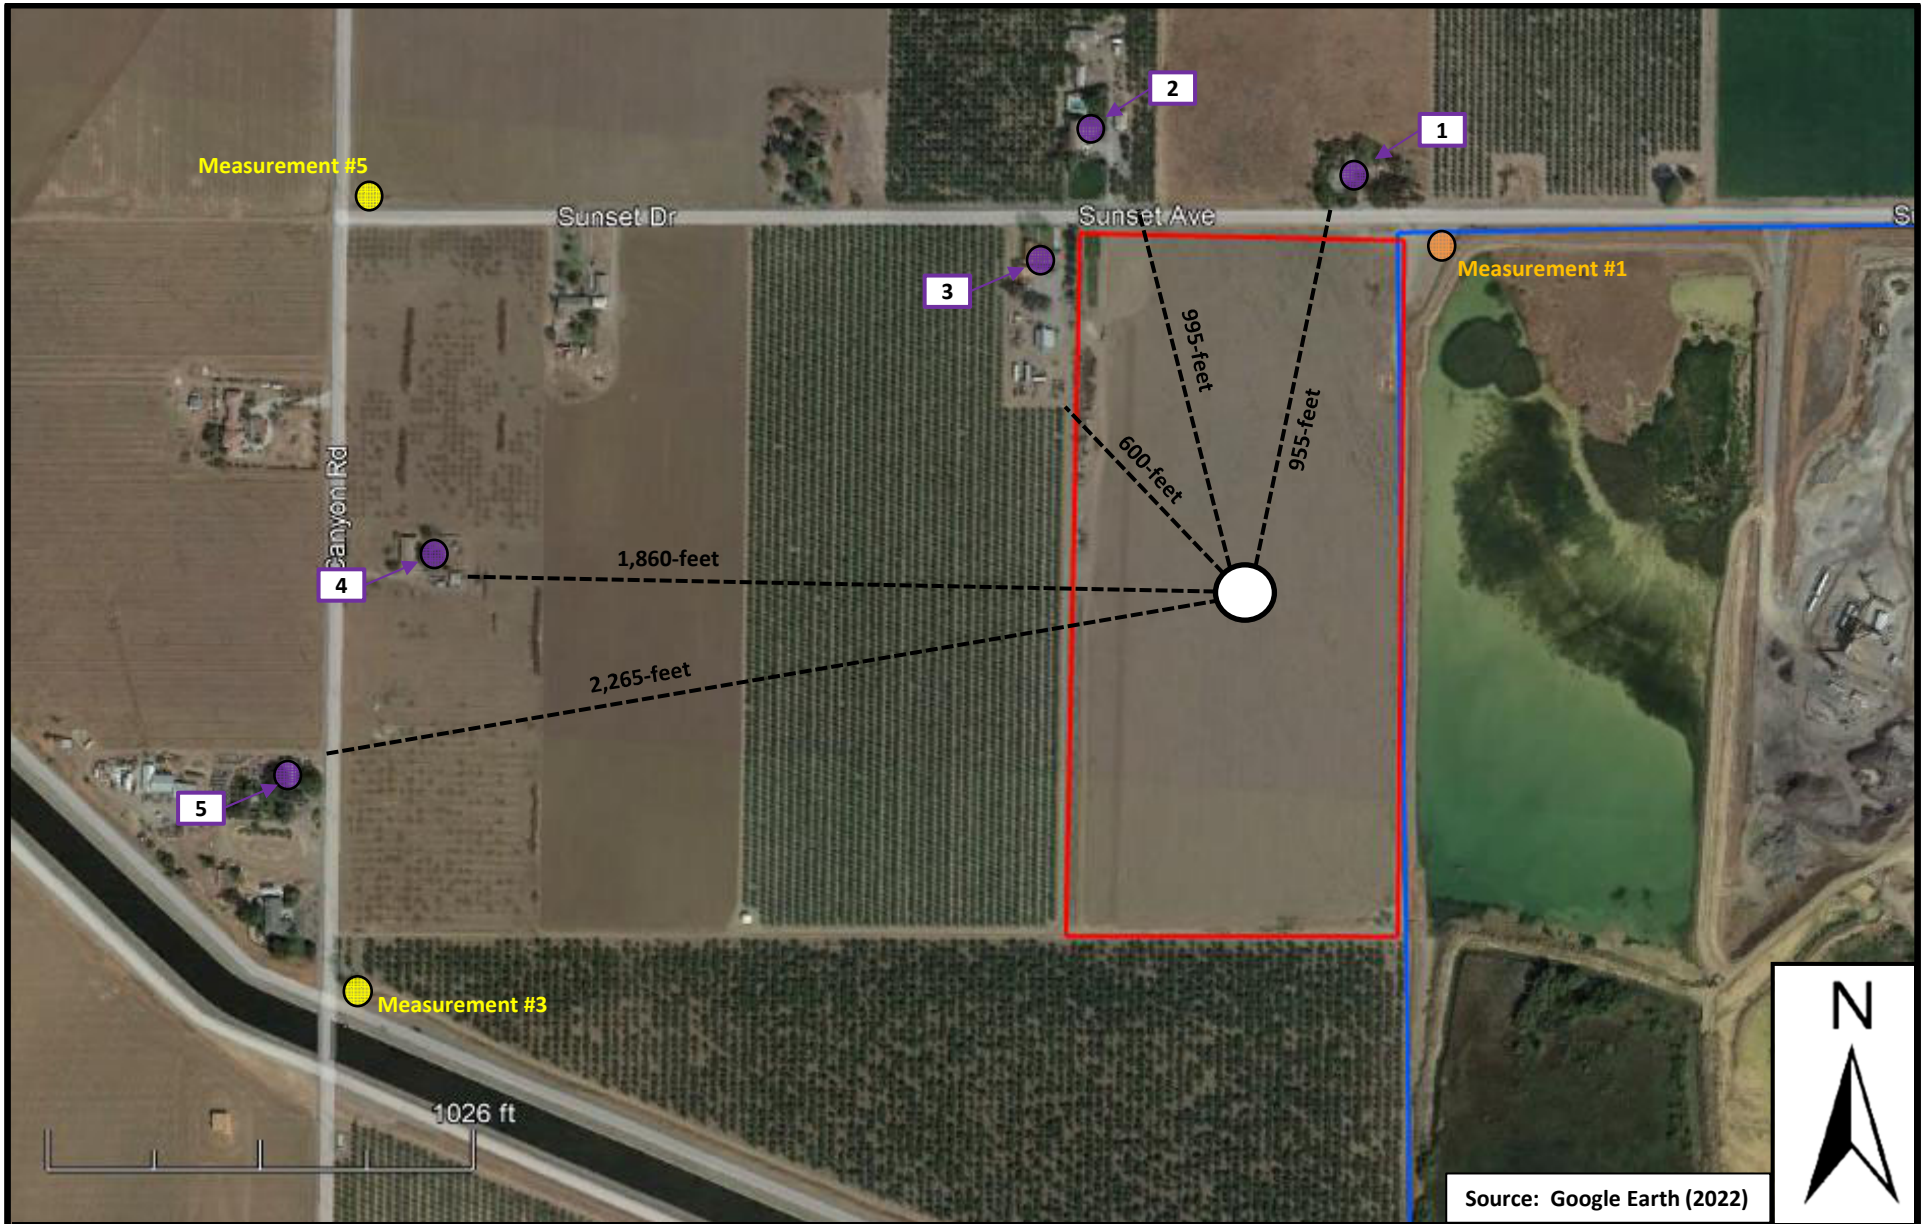 2
1
Measurement #5
Sunset Dr
Sunset Ave
S
Measurement #1
3
995-feet
955-feet
600-feet
Canyon Rd
1,860-feet
4
2,265-feet
5
Measurement #3
N
1026 ft
Source: Google Earth (2022)